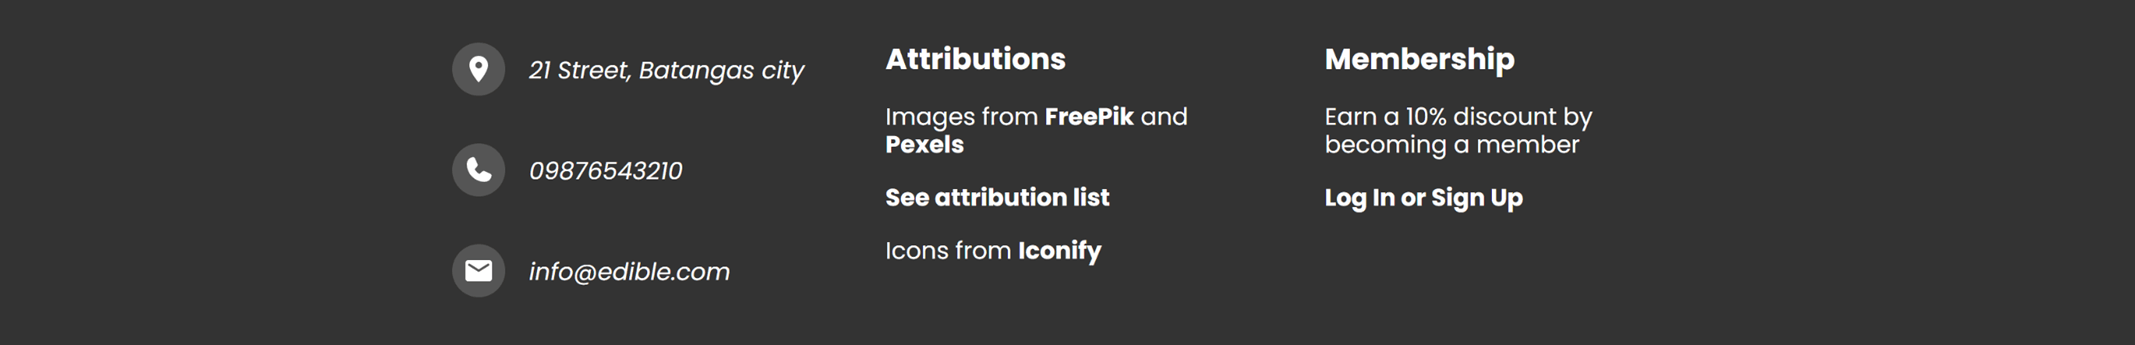 21 Street, Batangas city
09876543210
info@edible.com
Attributions
Images from FreePik and
Pexels
See attribution list
Icons from Iconify
Membership
Earn a 10% discount by
becoming a member
Log In or Sign Up